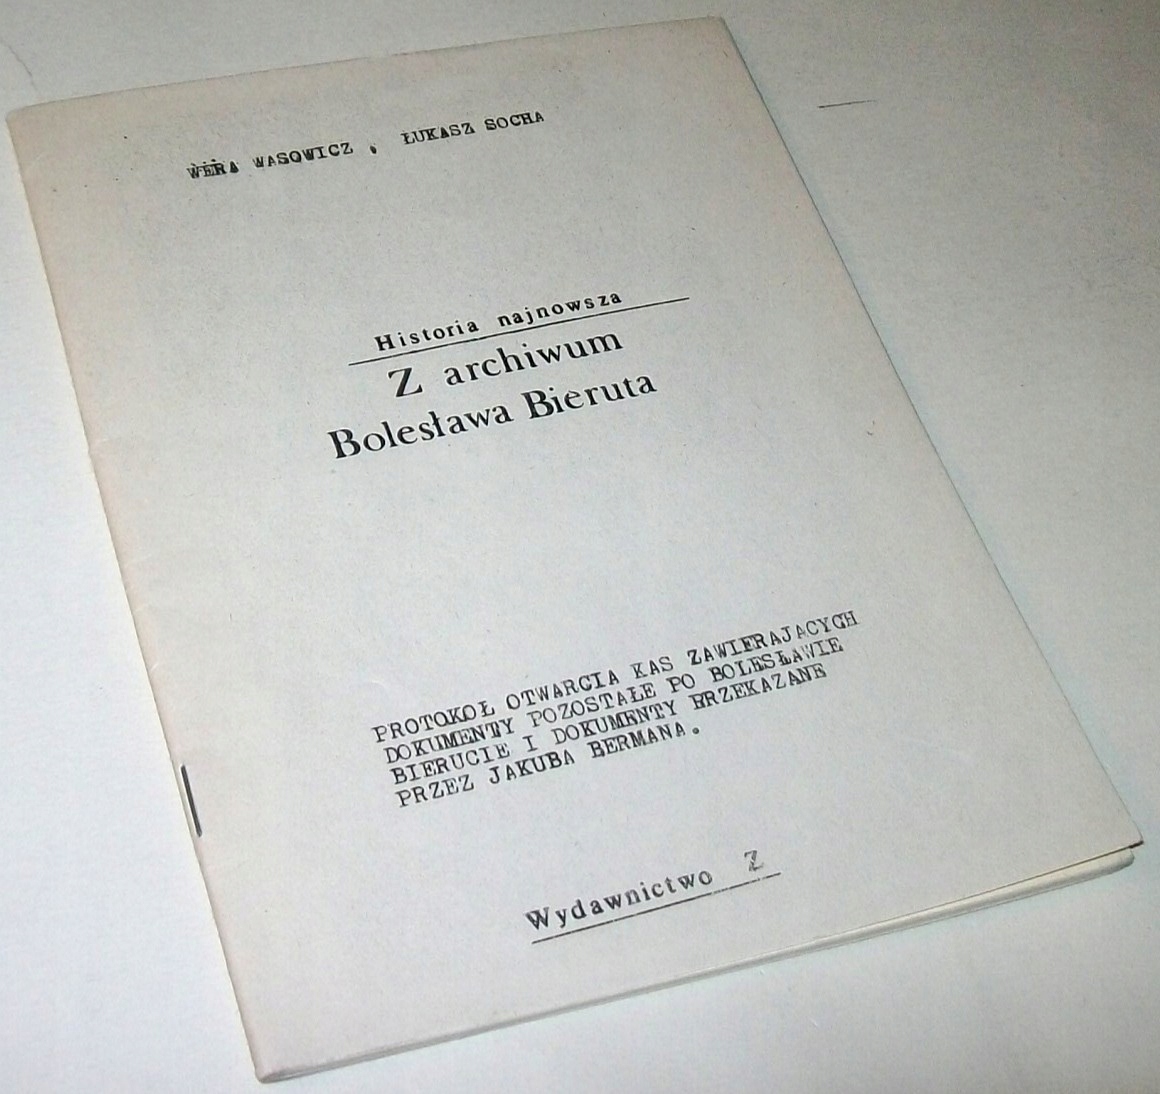 WERA WASOWICZ , ŁUKASZ SOCHA
Historia najnowsza
Z archiwum
Bolesława Bieruta
PROTOKOŁ OTWARCIA KAS ZAWIERAJACYCH
DOKUMENTY POZOSTAŁE PO BOLESŁAWIE
BIERUCIE I DOKUMENTY PRZEKAZANE
PRZEZ JAKUBA BERMANA.
Wydawnictwo Z